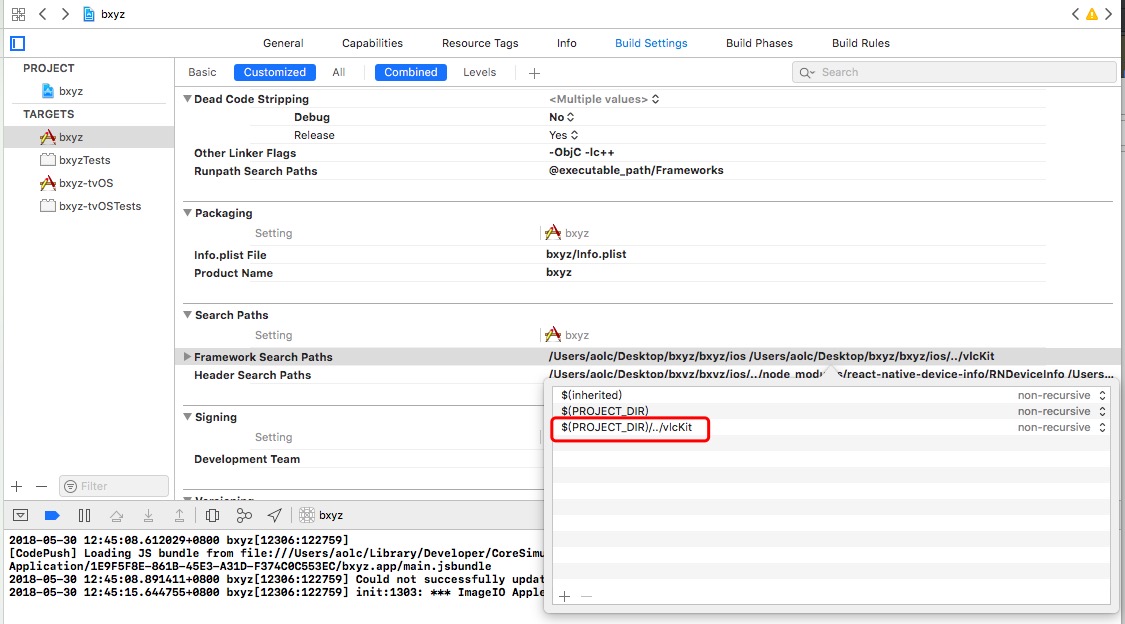 bxyz
General Capabilities Resource Tags Info Build Settings Build Phases Build Rules
PROJECT
bxyz
TARGETS
bxyz
bxyzTests
bxyz-tvOS
bxyz-tvOSTests
Filter
Basic Customized All Combined Levels Search
Dead Code Stripping <Multiple values>
Debug No
Release Yes
Other Linker Flags -ObjC -lc++
Runpath Search Paths @executable_path/Frameworks
Packaging
Setting bxyz
Info.plist File bxyz/Info.plist
Product Name bxyz
Search Paths
Setting bxyz
Framework Search Paths /Users/aolc/Desktop/bxyz/bxyz/ios /Users/aolc/Desktop/bxyz/bxyz/ios/../vlcKit
Header Search Paths /Users/aolc/Desktop/bxyz/bxyz/ios/../node_modules/react-native-device-info/RNDeviceInfo /Users...
Signing
Setting
Development Team
Versioning
$(inherited) non-recursive
$(PROJECT_DIR) non-recursive
$(PROJECT_DIR)/../vlcKit non-recursive
bxyz
2018-05-30 12:45:08.612029+0800 bxyz[12306:122759]
[CodePush] Loading JS bundle from file:///Users/aolc/Library/Developer/CoreSimu
Application/1E9F5F8E-861B-45E3-A31D-F374C0C553EC/bxyz.app/main.jsbundle
2018-05-30 12:45:08.891411+0800 bxyz[12306:122759] Could not successfully updat
2018-05-30 12:45:15.644755+0800 bxyz[12306:122759] init:1303: *** ImageIO Apple